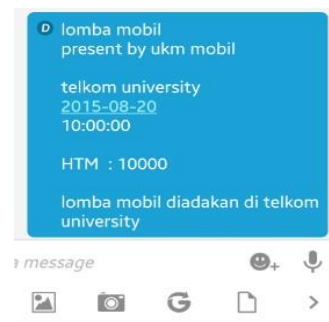 D lomba mobil
present by ukm mobil
telkom university
2015-08-20
10:00:00
HTM : 10000
lomba mobil diadakan di telkom
university
message
G